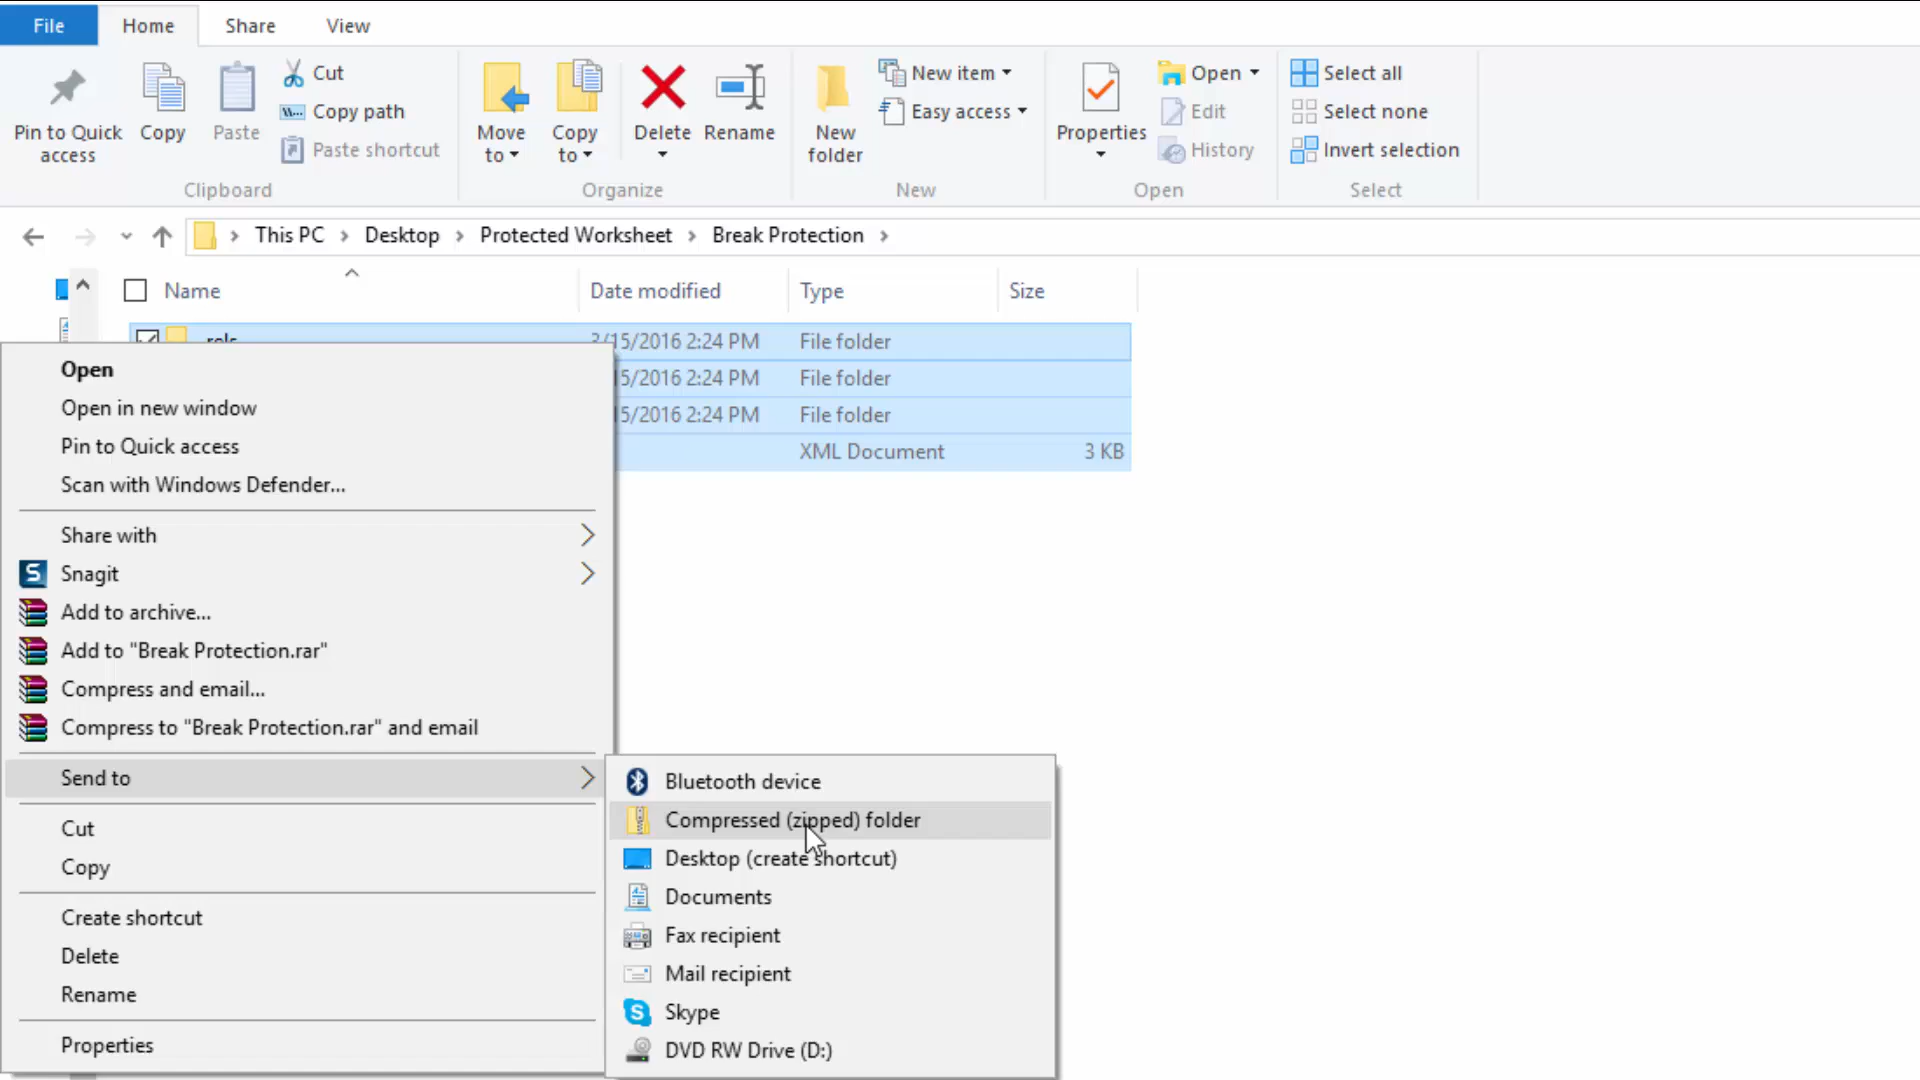 File Home Share View
Cut
New item
Open
Select all
Copy path
Easy access
Edit
Select none
Pin to Quick access
Copy
Paste
Paste shortcut
Move to
Copy to
Delete
Rename
New folder
Properties
History
Invert selection
Clipboard Organize New Open Select
This PC Desktop Protected Worksheet Break Protection
Name Date modified Type Size
3/15/2016 2:24 PM File folder
15/2016 2:24 PM File folder
15/2016 2:24 PM File folder
XML Document 3 KB
Open
Open in new window
Pin to Quick access
Scan with Windows Defender...
Share with
S Snagit
Add to archive...
Add to "Break Protection.rar"
Compress and email...
Compress to "Break Protection.rar" and email
Send to
Cut
Copy
Create shortcut
Delete
Rename
Properties
Bluetooth device
Compressed (zipped) folder
Desktop (create shortcut)
Documents
Fax recipient
Mail recipient
S Skype
DVD RW Drive (D:)